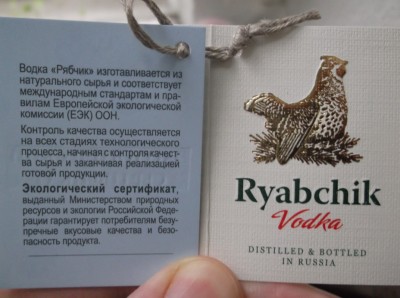 Водка «Рябчик» изготавливается из
натурального сырья и соответствует
международным стандартам и пра-
вилам Европейской экологической
комиссии (ЕЭК) ООН.
Контроль качества осуществляется
на всех стадиях технологического
процесса, начиная с контроля качест-
ва сырья и заканчивая реализацией
готовой продукции.
Экологический сертификат,
выданный Министерством природных
ресурсов и экологии Российской Феде-
рации гарантирует потребителям безу-
пречные вкусовые качества и безо-
пасность продукта.
Ryabchik
Vodka
DISTILLED & BOTTLED
IN RUSSIA